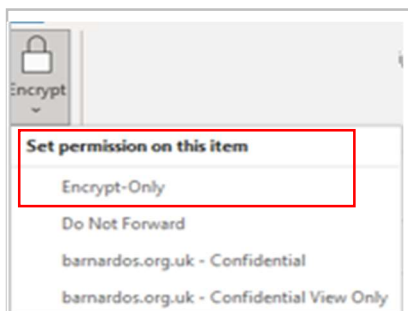 Encrypt
Set permission on this item
Encrypt-Only
Do Not Forward
barnardos.org.uk - Confidential
barnardos.org.uk - Confidential View Only